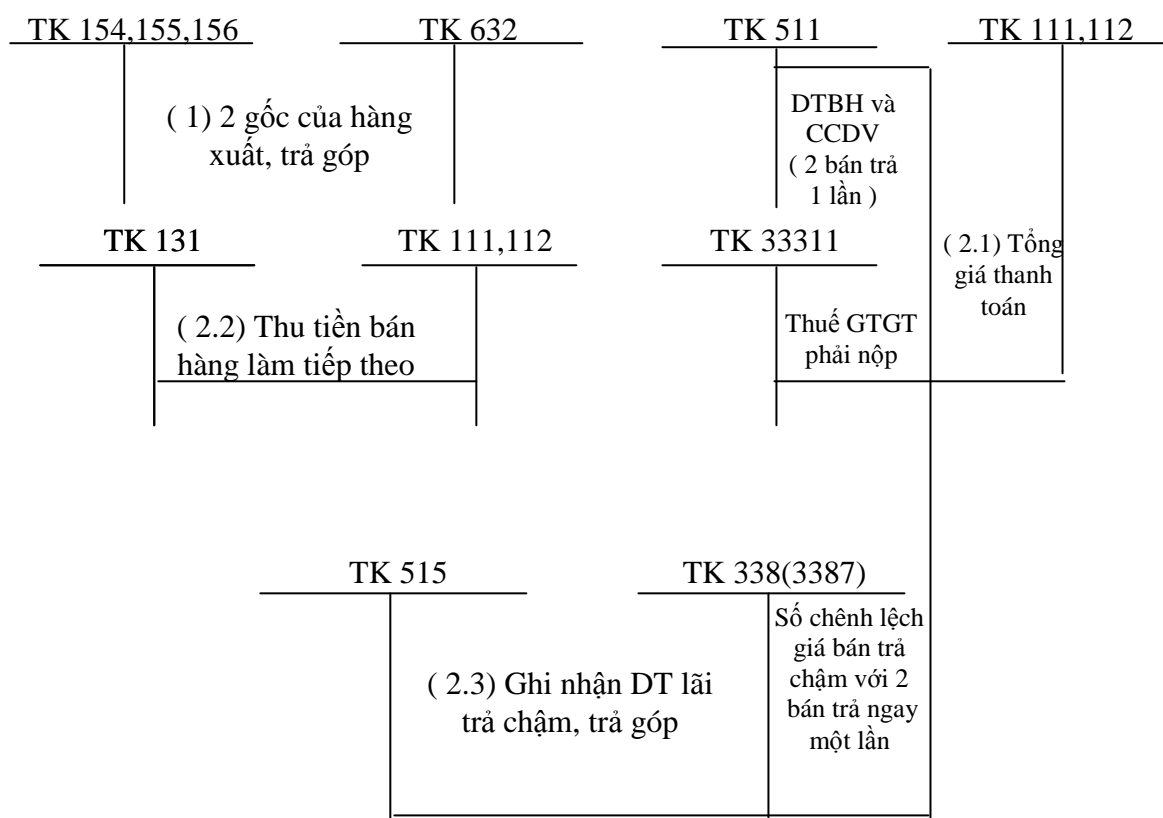 TK 154,155,156
TK 632
TK 511
TK 111,112
( 1) 2 gốc của hàng
xuất, trả góp
DTBH và
CCDV
( 2 bán trả
1 lần )
TK 131
TK 111,112
TK 33311
( 2.1) Tổng
giá thanh
toán
( 2.2) Thu tiền bán
hàng làm tiếp theo
Thuế GTGT
phải nộp
TK 515
TK 338(3387)
( 2.3) Ghi nhận DT lãi
trả chậm, trả góp
Số chênh lệch
giá bán trả
chậm với 2
bán trả ngay
một lần